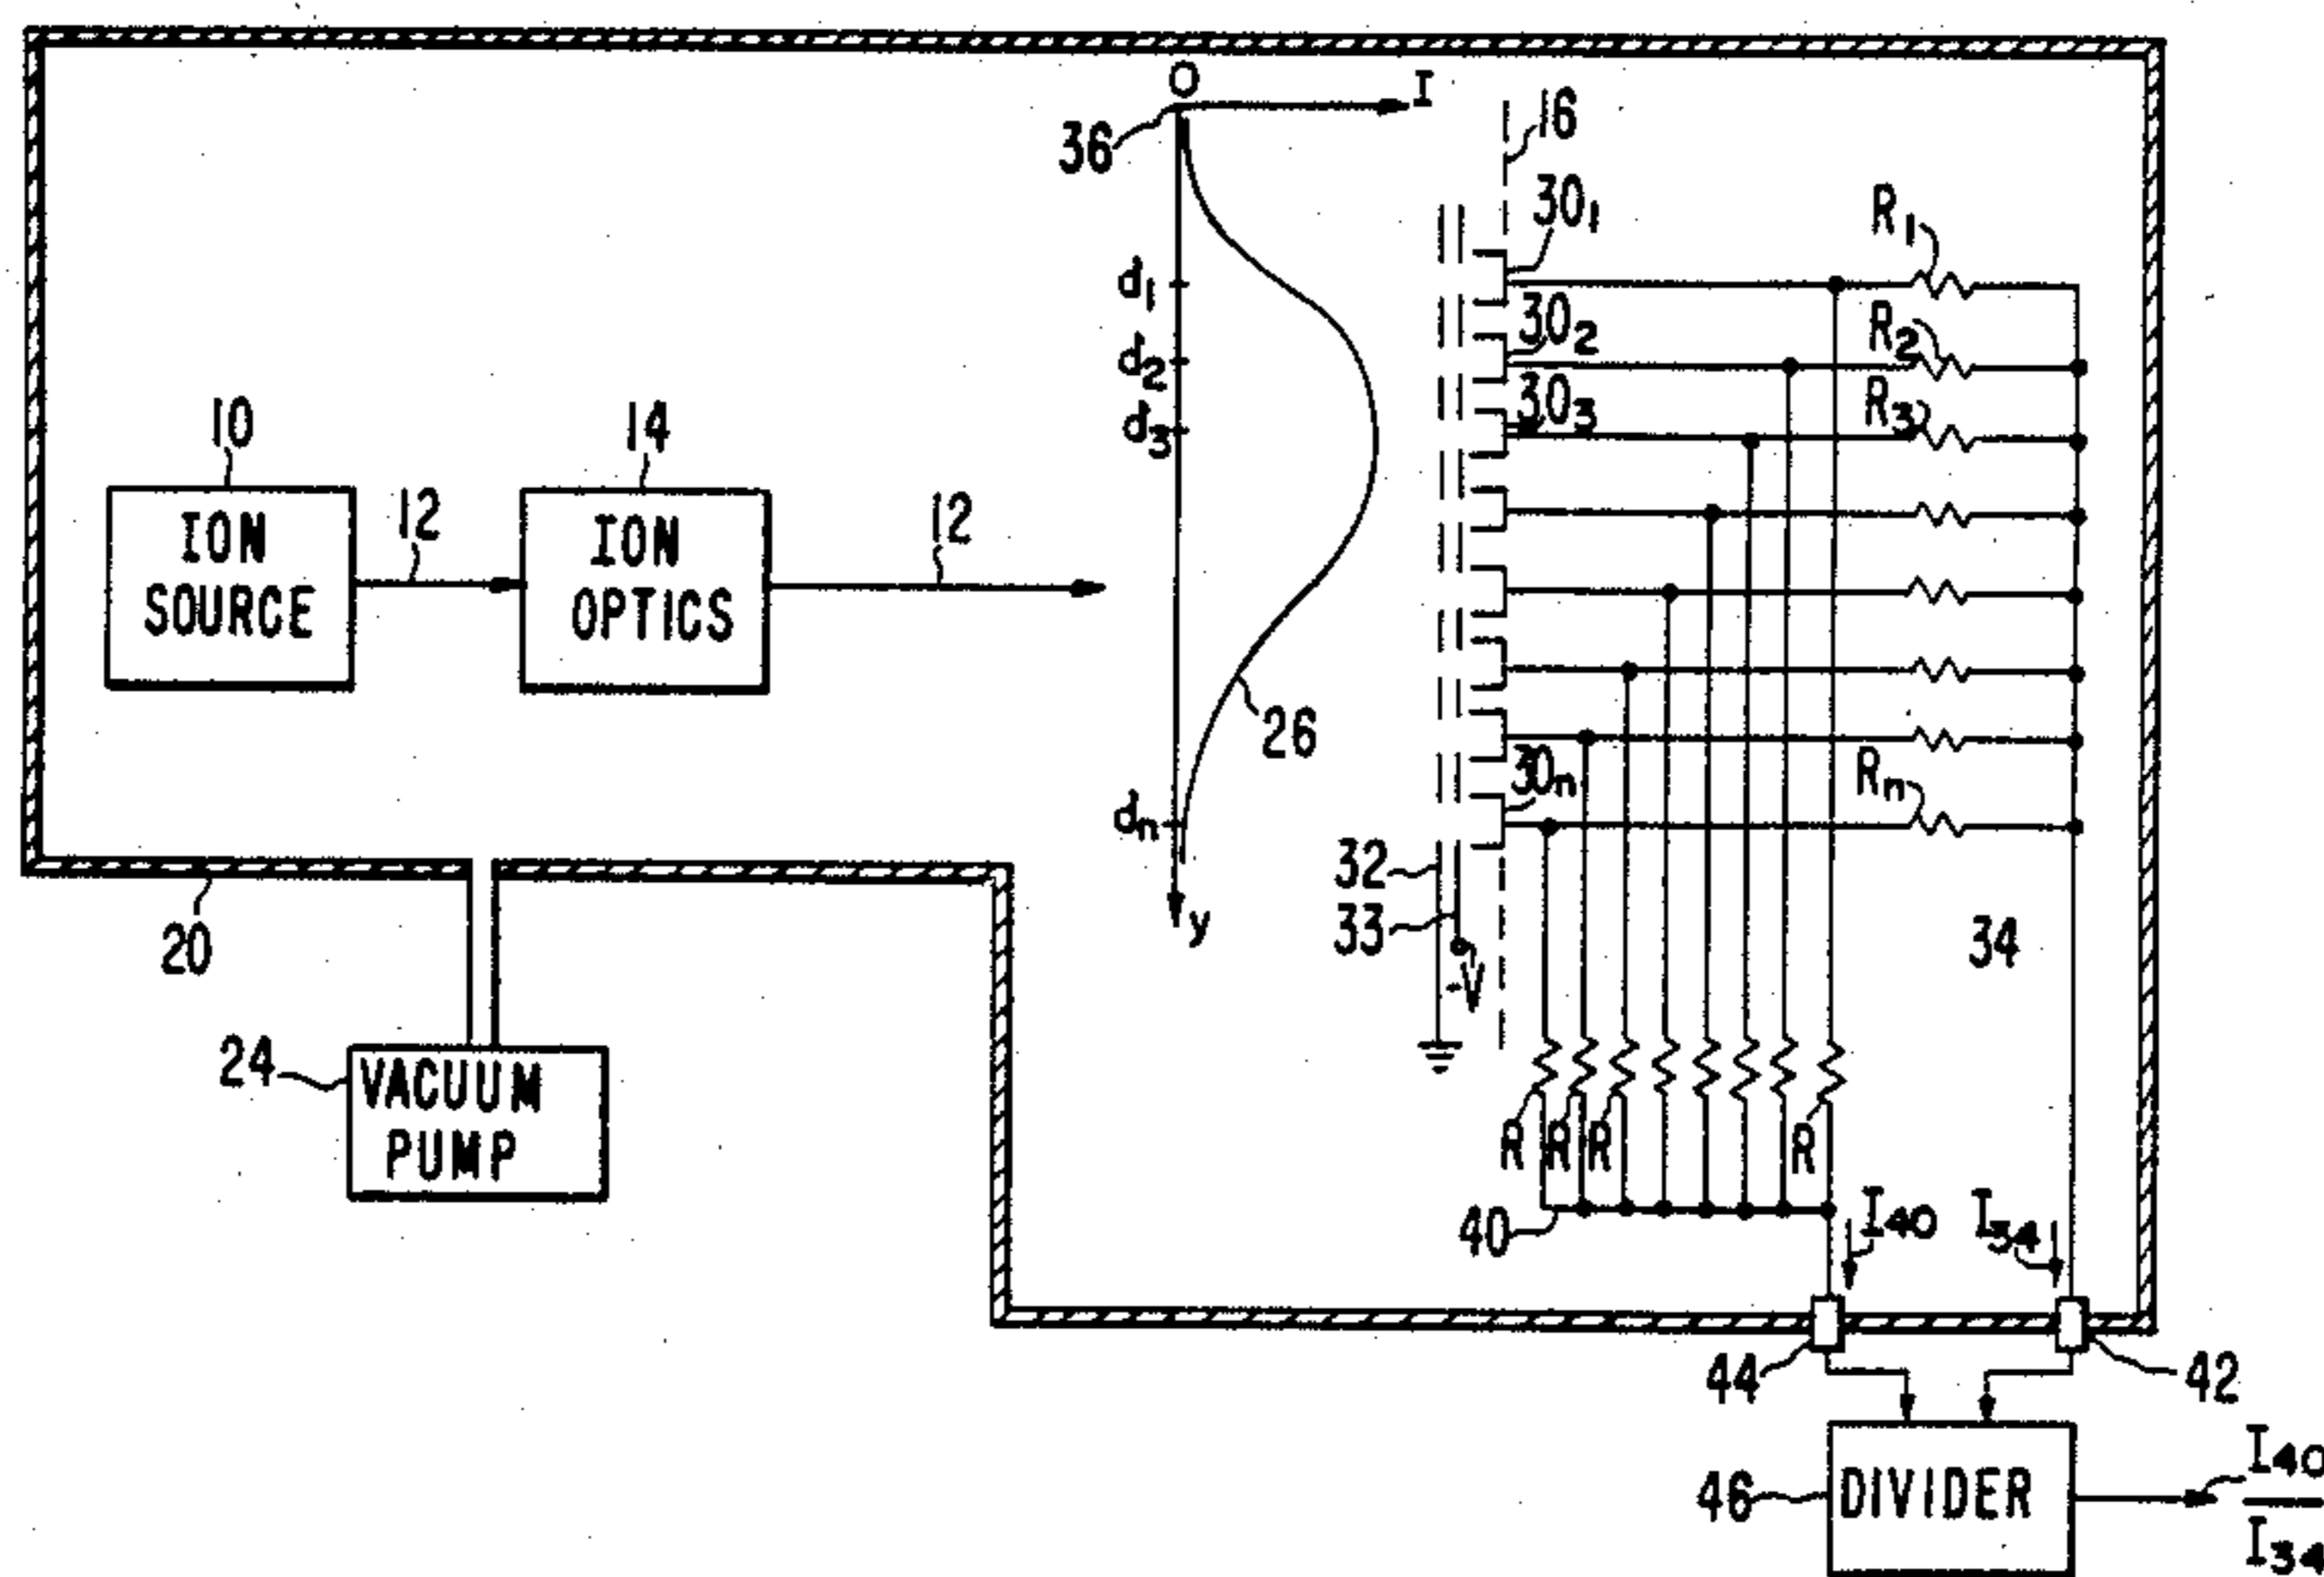 O
I
36
16
30₁
R₁
d₁
30₂
R₂
d₂
30₃
R₃
d₃
10
14
12
12
ION
SOURCE
ION
OPTICS
26
30ₙ
Rₙ
dₙ
32
33
34
20
y
-V
24
VACUUM
PUMP
R R R R
40
I₄₀
I₃₄
44
42
46
DIVIDER
I₄₀
I₃₄